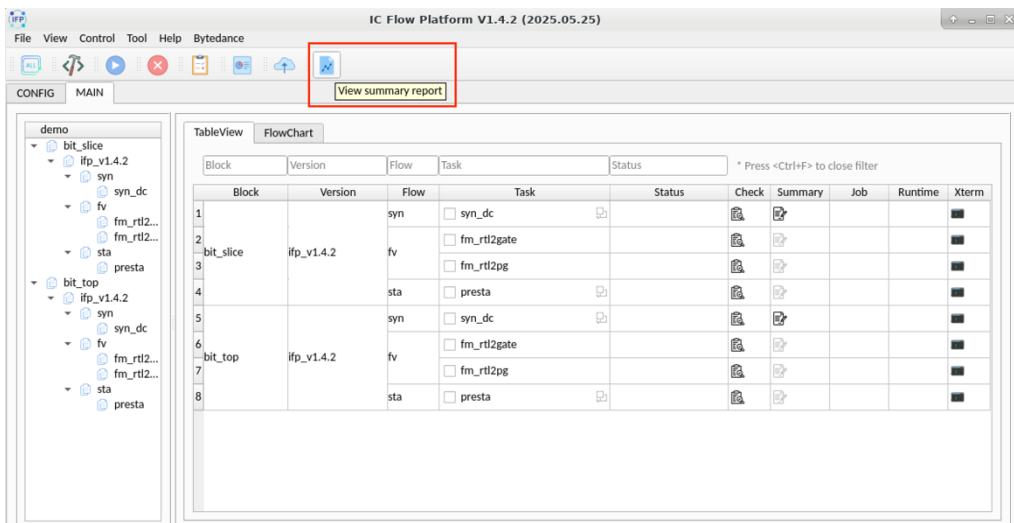 IFP
IC Flow Platform V1.4.2 (2025.05.25)
File View Control Tool Help Bytedance
ALL
View summary report
CONFIG MAIN
demo
bit_slice
ifp_v1.4.2
syn
syn_dc
fv
fm_rtl2...
fm_rtl2...
sta
presta
bit_top
ifp_v1.4.2
syn
syn_dc
fv
fm_rtl2...
fm_rtl2...
sta
presta
TableView FlowChart
Block Version Flow Task Status * Press <Ctrl+F> to close filter
Block Version Flow Task Status Check Summary Job Runtime Xterm
1 syn syn_dc
2 fm_rtl2gate
bit_slice ifp_v1.4.2 fv
3 fm_rtl2pg
4 sta presta
5 syn syn_dc
6 fm_rtl2gate
bit_top ifp_v1.4.2 fv
7 fm_rtl2pg
8 sta presta